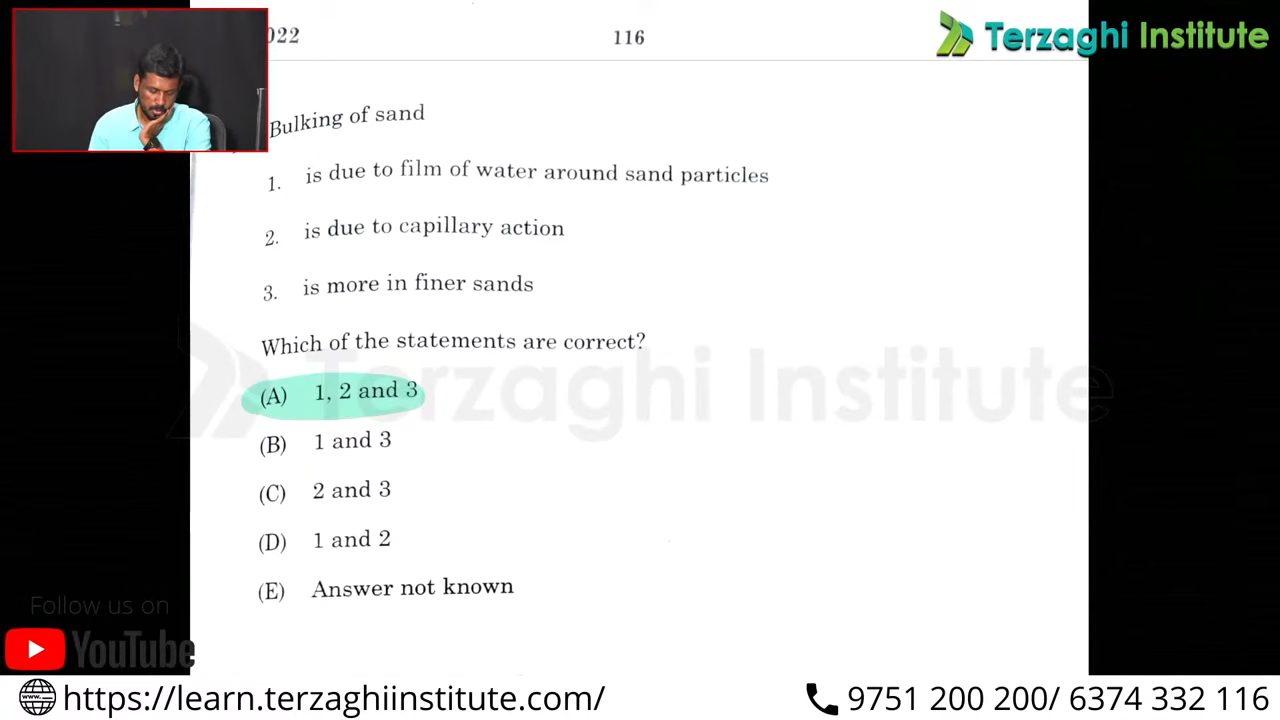 022
116
Terzaghi Institute
Bulking of sand
1. is due to film of water around sand particles
2. is due to capillary action
3. is more in finer sands
Which of the statements are correct?
Terzaghi Institute
(A) 1, 2 and 3
(B) 1 and 3
(C) 2 and 3
(D) 1 and 2
(E) Answer not known
Follow us on
YouTube
www.
https://learn.terzaghiinstitute.com/
9751 200 200/ 6374 332 116